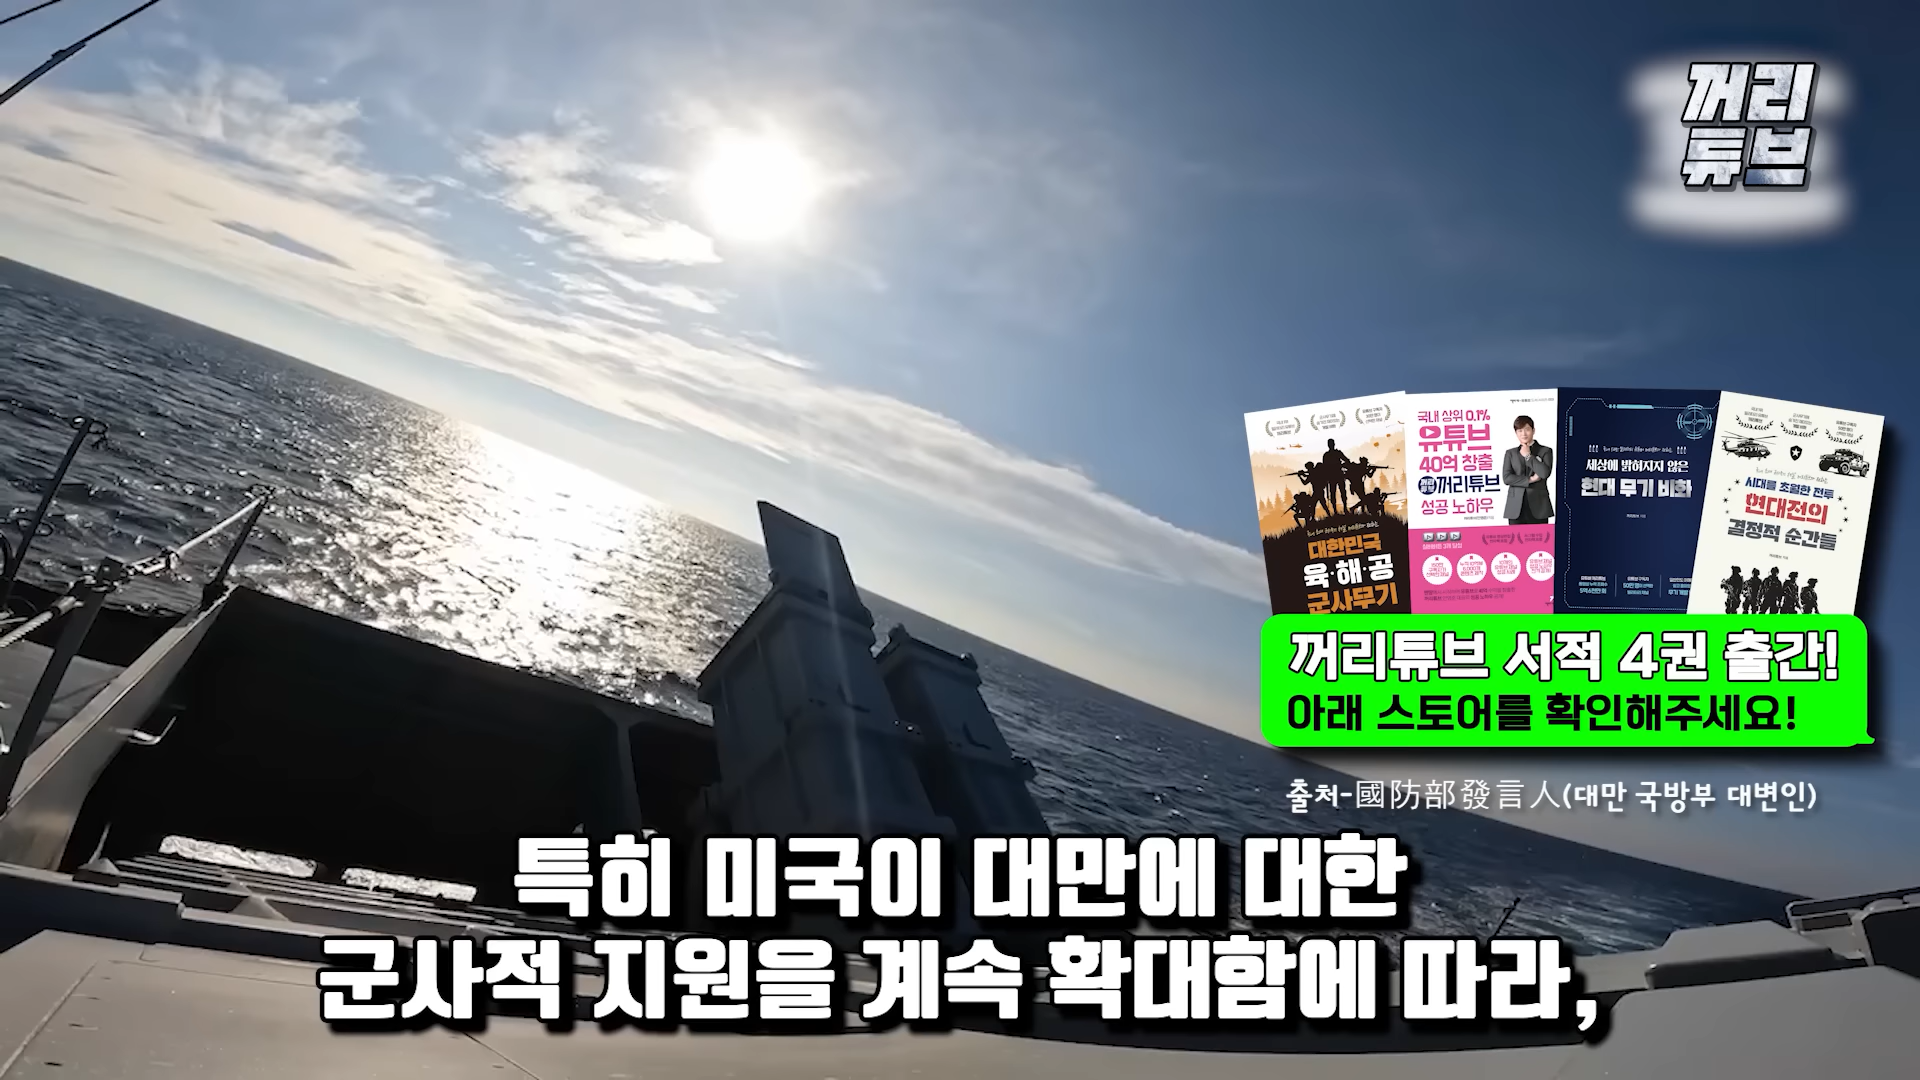 꺼리
튜브
대한민국
육·해·공
군사무기
국내 상위 0.1%
유튜브
40억 창출
꺼리튜브
성공 노하우
세상에 밝혀지지 않은
현대 무기 비화
시대를 초월한 전투
현대전의
결정적 순간들
꺼리튜브 서적 4권 출간!
아래 스토어를 확인해주세요!
출처-國防部發言人(대만 국방부 대변인)
특히 미국이 대만에 대한
군사적 지원을 계속 확대함에 따라,